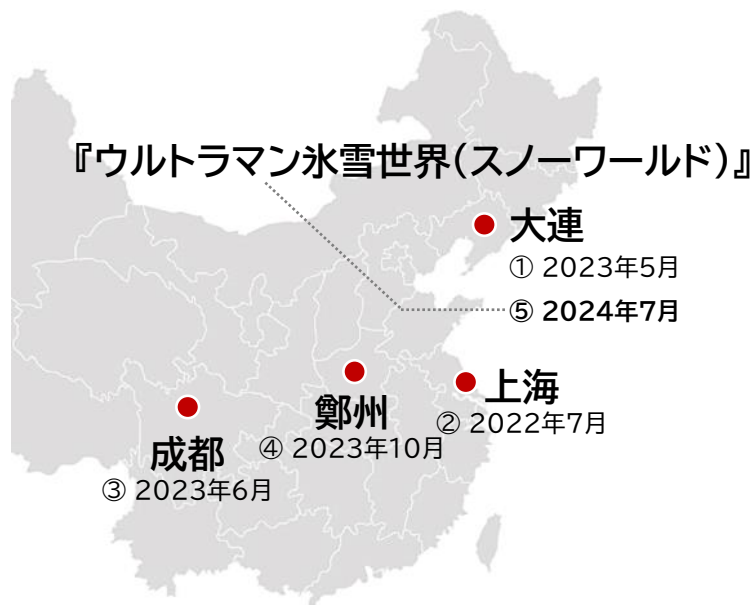 『ウルトラマン氷雪世界(スノーワールド)』
大連
① 2023年5月
⑤ 2024年7月
上海
② 2022年7月
鄭州
④ 2023年10月
成都
③ 2023年6月